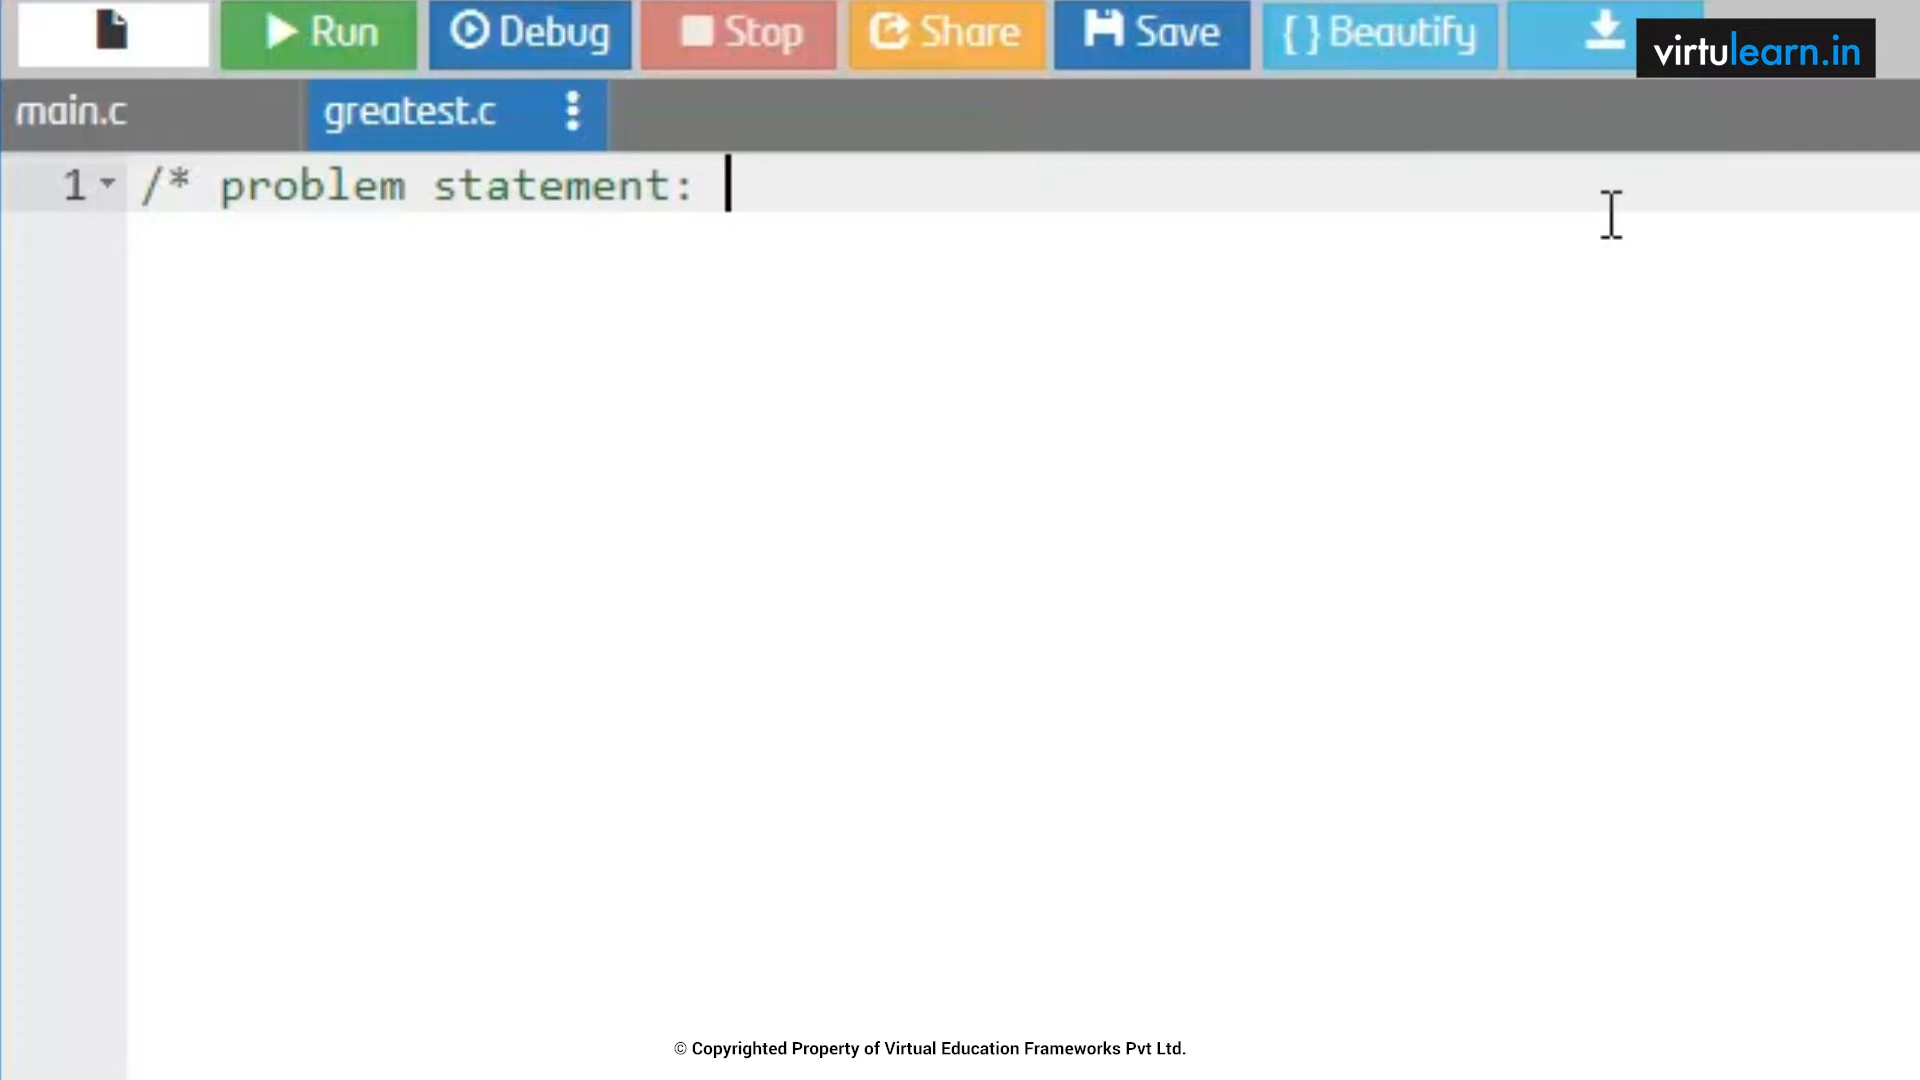 Run Debug Stop Share Save { } Beautify
virtulearn.in
main.c greatest.c
1 /* problem statement:
© Copyrighted Property of Virtual Education Frameworks Pvt Ltd.